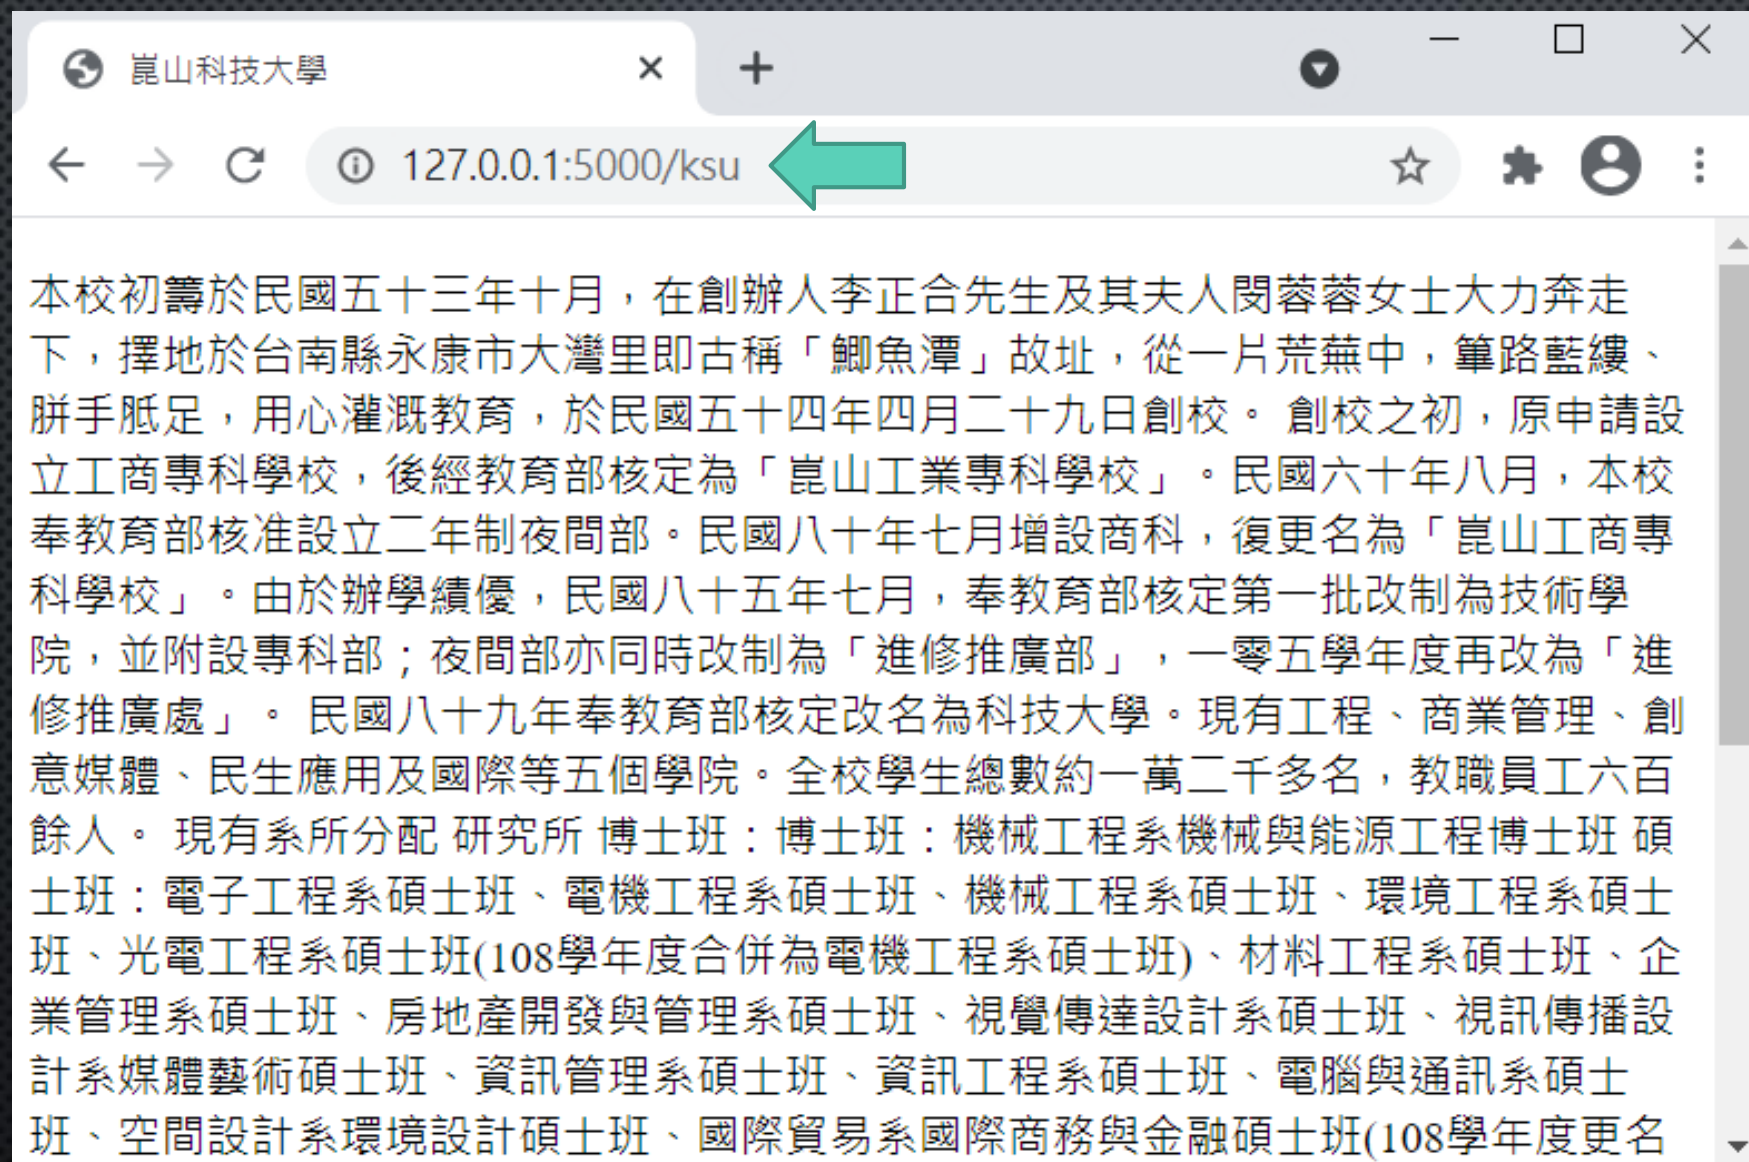 崑山科技大學
127.0.0.1:5000/ksu
本校初籌於民國五十三年十月，在創辦人李正合先生及其夫人閔蓉蓉女士大力奔走
下，擇地於台南縣永康市大灣里即古稱「鯽魚潭」故址，從一片荒蕪中，篳路藍縷、
胼手胝足，用心灌溉教育，於民國五十四年四月二十九日創校。 創校之初，原申請設
立工商專科學校，後經教育部核定為「崑山工業專科學校」。民國六十年八月，本校
奉教育部核准設立二年制夜間部。民國八十年七月增設商科，復更名為「崑山工商專
科學校」。由於辦學績優，民國八十五年七月，奉教育部核定第一批改制為技術學
院，並附設專科部；夜間部亦同時改制為「進修推廣部」，一零五學年度再改為「進
修推廣處」。 民國八十九年奉教育部核定改名為科技大學。現有工程、商業管理、創
意媒體、民生應用及國際等五個學院。全校學生總數約一萬二千多名，教職員工六百
餘人。 現有系所分配 研究所 博士班：博士班：機械工程系機械與能源工程博士班 碩
士班：電子工程系碩士班、電機工程系碩士班、機械工程系碩士班、環境工程系碩士
班、光電工程系碩士班(108學年度合併為電機工程系碩士班)、材料工程系碩士班、企
業管理系碩士班、房地產開發與管理系碩士班、視覺傳達設計系碩士班、視訊傳播設
計系媒體藝術碩士班、資訊管理系碩士班、資訊工程系碩士班、電腦與通訊系碩士
班、空間設計系環境設計碩士班、國際貿易系國際商務與金融碩士班(108學年度更名